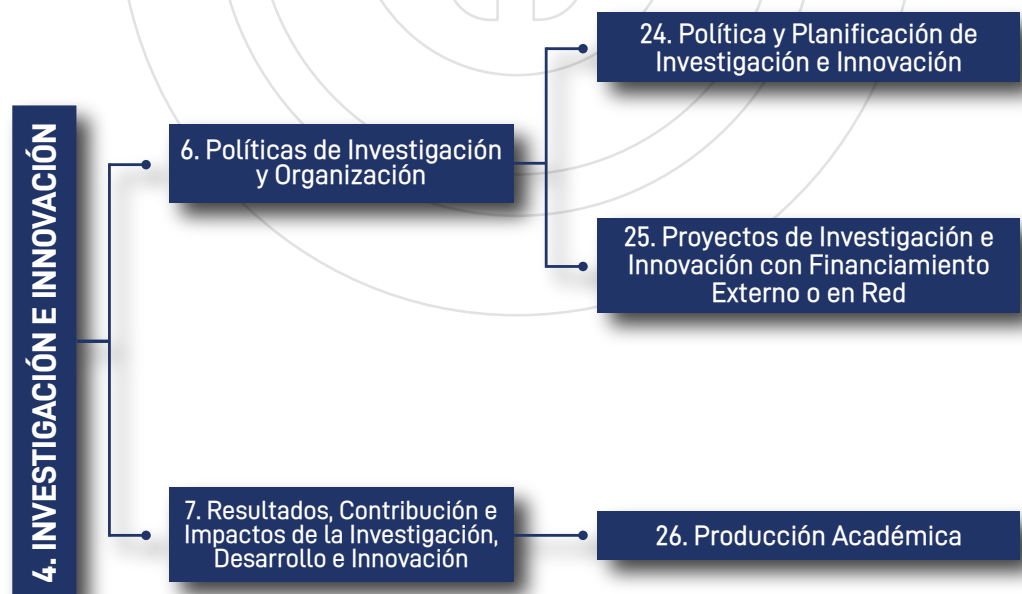 4. INVESTIGACIÓN E INNOVACIÓN
6. Políticas de Investigación
y Organización
24. Política y Planificación de
Investigación e Innovación
25. Proyectos de Investigación e
Innovación con Financiamiento
Externo o en Red
7. Resultados, Contribución e
Impactos de la Investigación,
Desarrollo e Innovación
26. Producción Académica